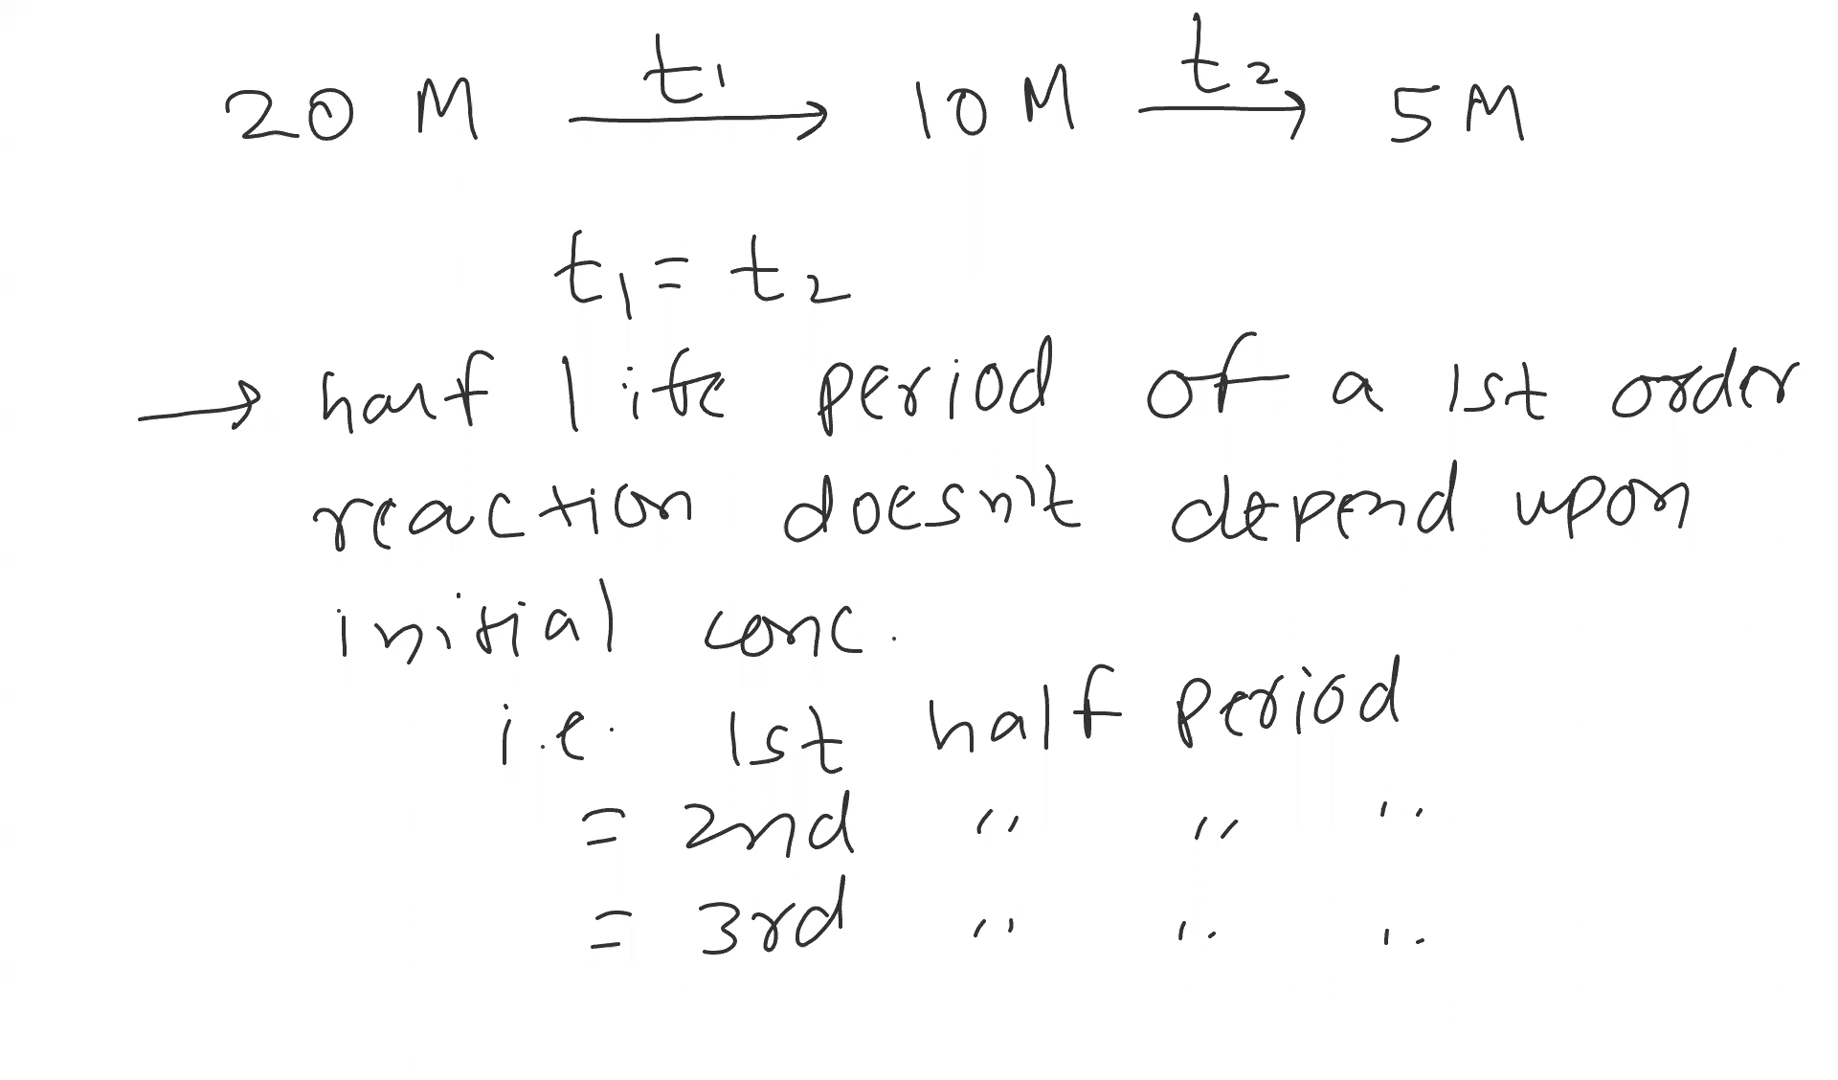 20 M t1 → 10 M t2 → 5 M
t1 = t2
→ half life period of a 1st order
reaction doesn't depend upon
initial conc.
i.e. 1st half period
= 2nd " " "
= 3rd " " "